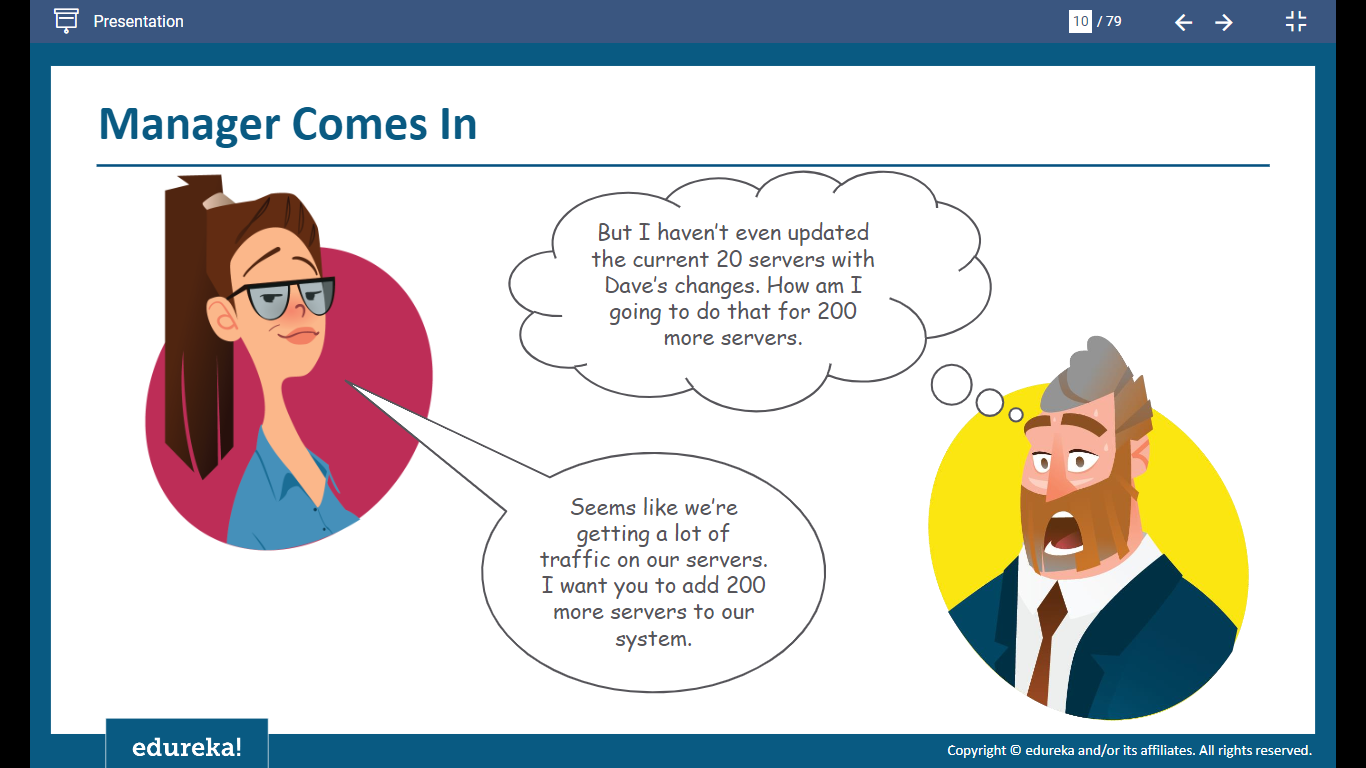 Presentation
10 / 79
Manager Comes In
But I haven't even updated
the current 20 servers with
Dave's changes. How am I
going to do that for 200
more servers.
Seems like we're
getting a lot of
traffic on our servers.
I want you to add 200
more servers to our
system.
edureka!
Copyright © edureka and/or its affiliates. All rights reserved.